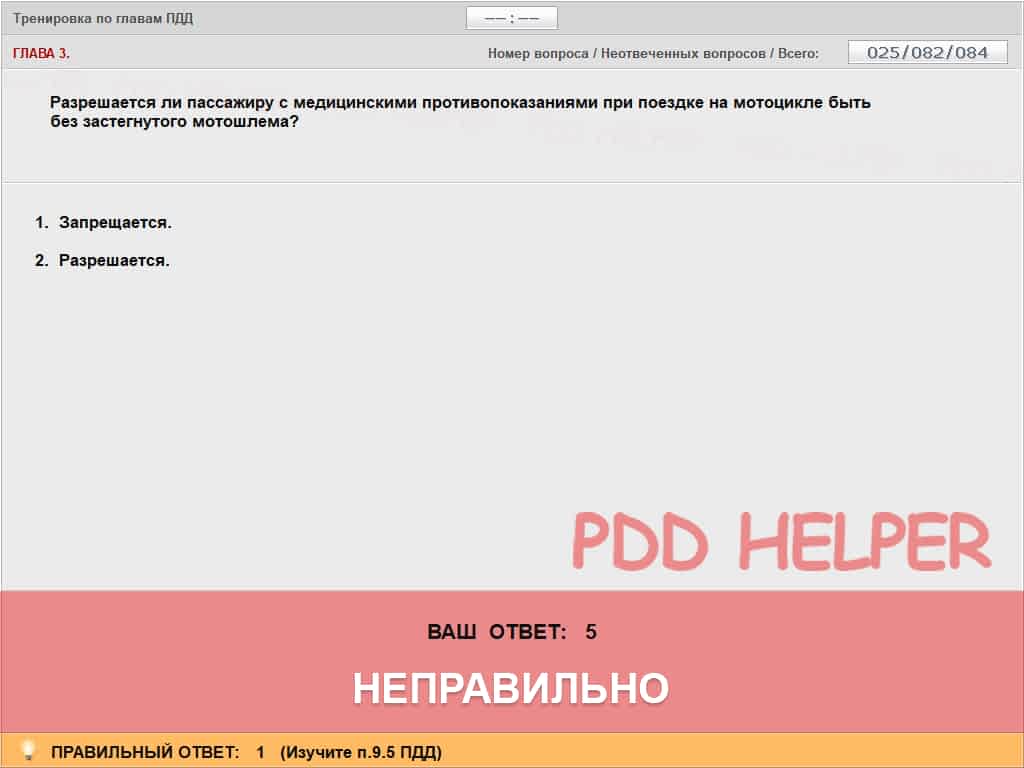 Тренировка по главам ПДД
–– : ––
ГЛАВА 3.
Номер вопроса / Неотвеченных вопросов / Всего:
025/082/084
Разрешается ли пассажиру с медицинскими противопоказаниями при поездке на мотоцикле быть
без застегнутого мотошлема?
1. Запрещается.
2. Разрешается.
PDD HELPER
ВАШ ОТВЕТ: 5
НЕПРАВИЛЬНО
ПРАВИЛЬНЫЙ ОТВЕТ: 1 (Изучите п.9.5 ПДД)